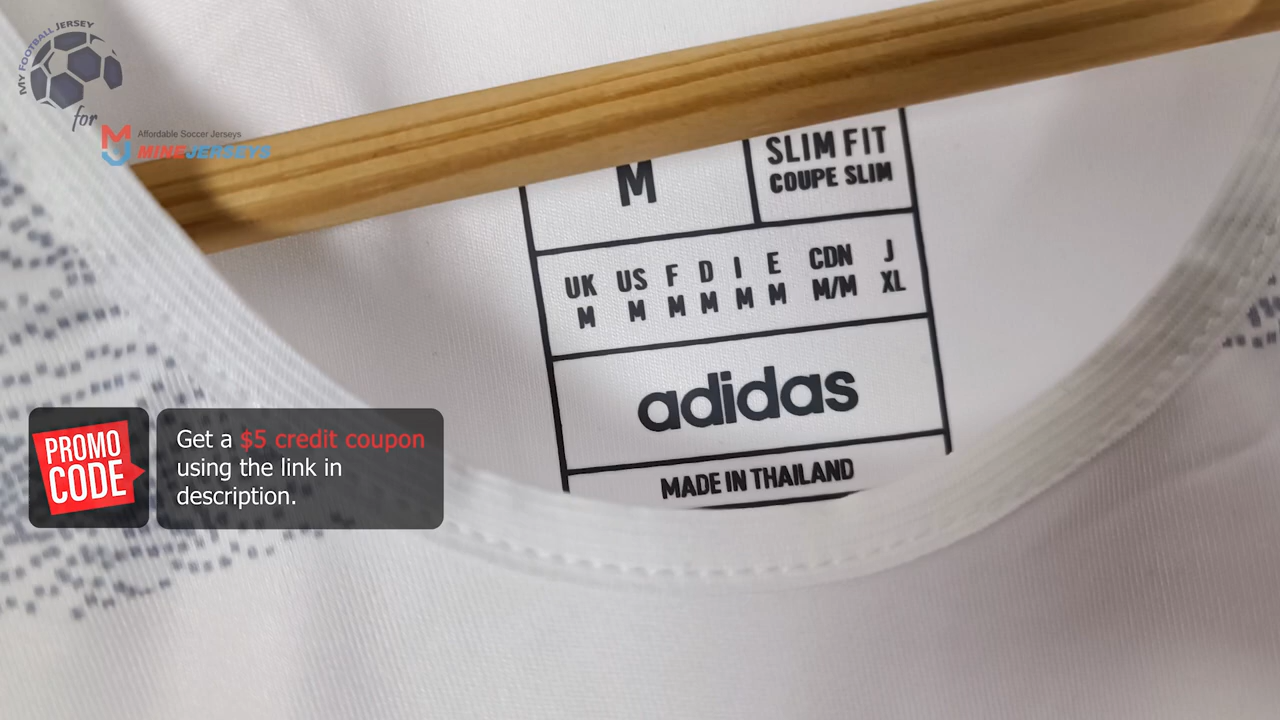 MY FOOTBALL JERSEY
for
Affordable Soccer Jerseys
MINEJERSEYS
M
SLIM FIT
COUPE SLIM
UK US F D I E CDN J
M M M M M M M/M XL
adidas
MADE IN THAILAND
PROMO
CODE
Get a $5 credit coupon
using the link in
description.